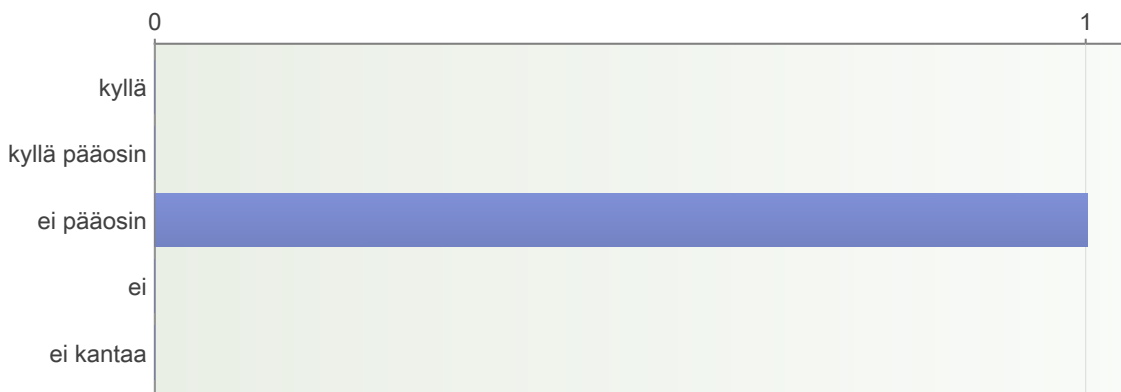 0 1
kyllä
kyllä pääosin
ei pääosin
ei
ei kantaa